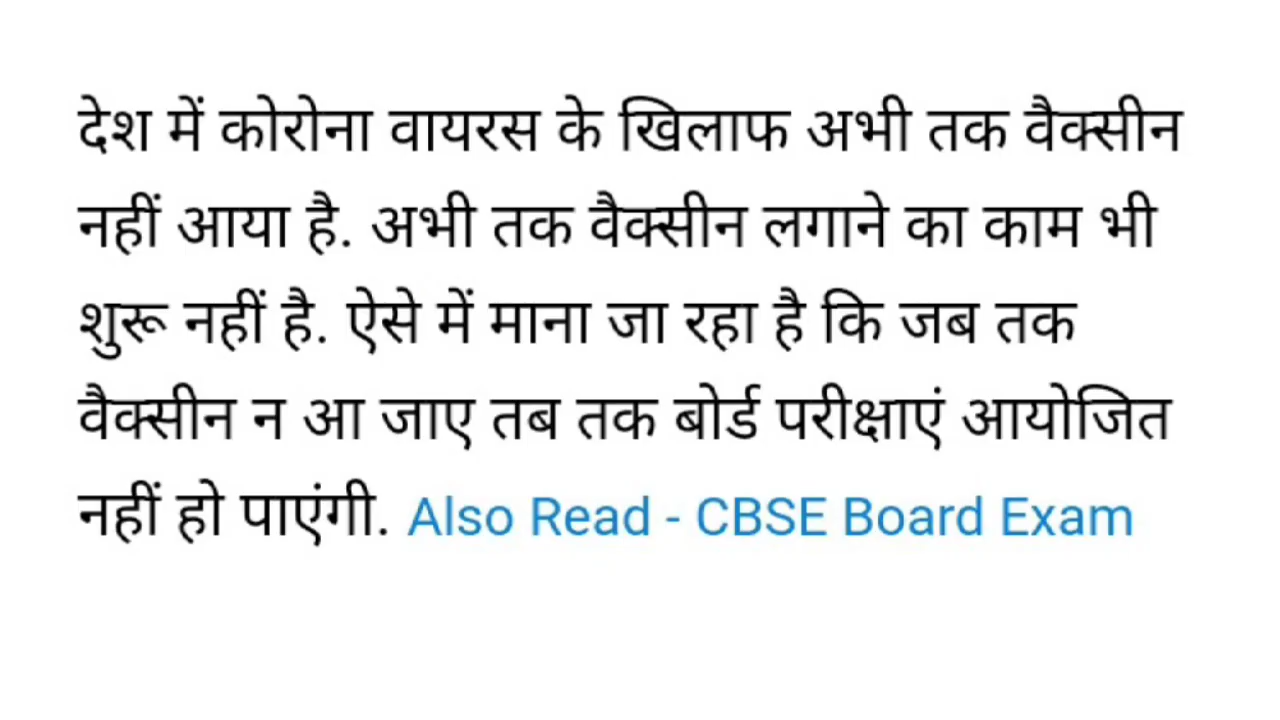 देश में कोरोना वायरस के खिलाफ अभी तक वैक्सीन
नहीं आया है. अभी तक वैक्सीन लगाने का काम भी
शुरू नहीं है. ऐसे में माना जा रहा है कि जब तक
वैक्सीन न आ जाए तब तक बोर्ड परीक्षाएं आयोजित
नहीं हो पाएंगी. Also Read - CBSE Board Exam